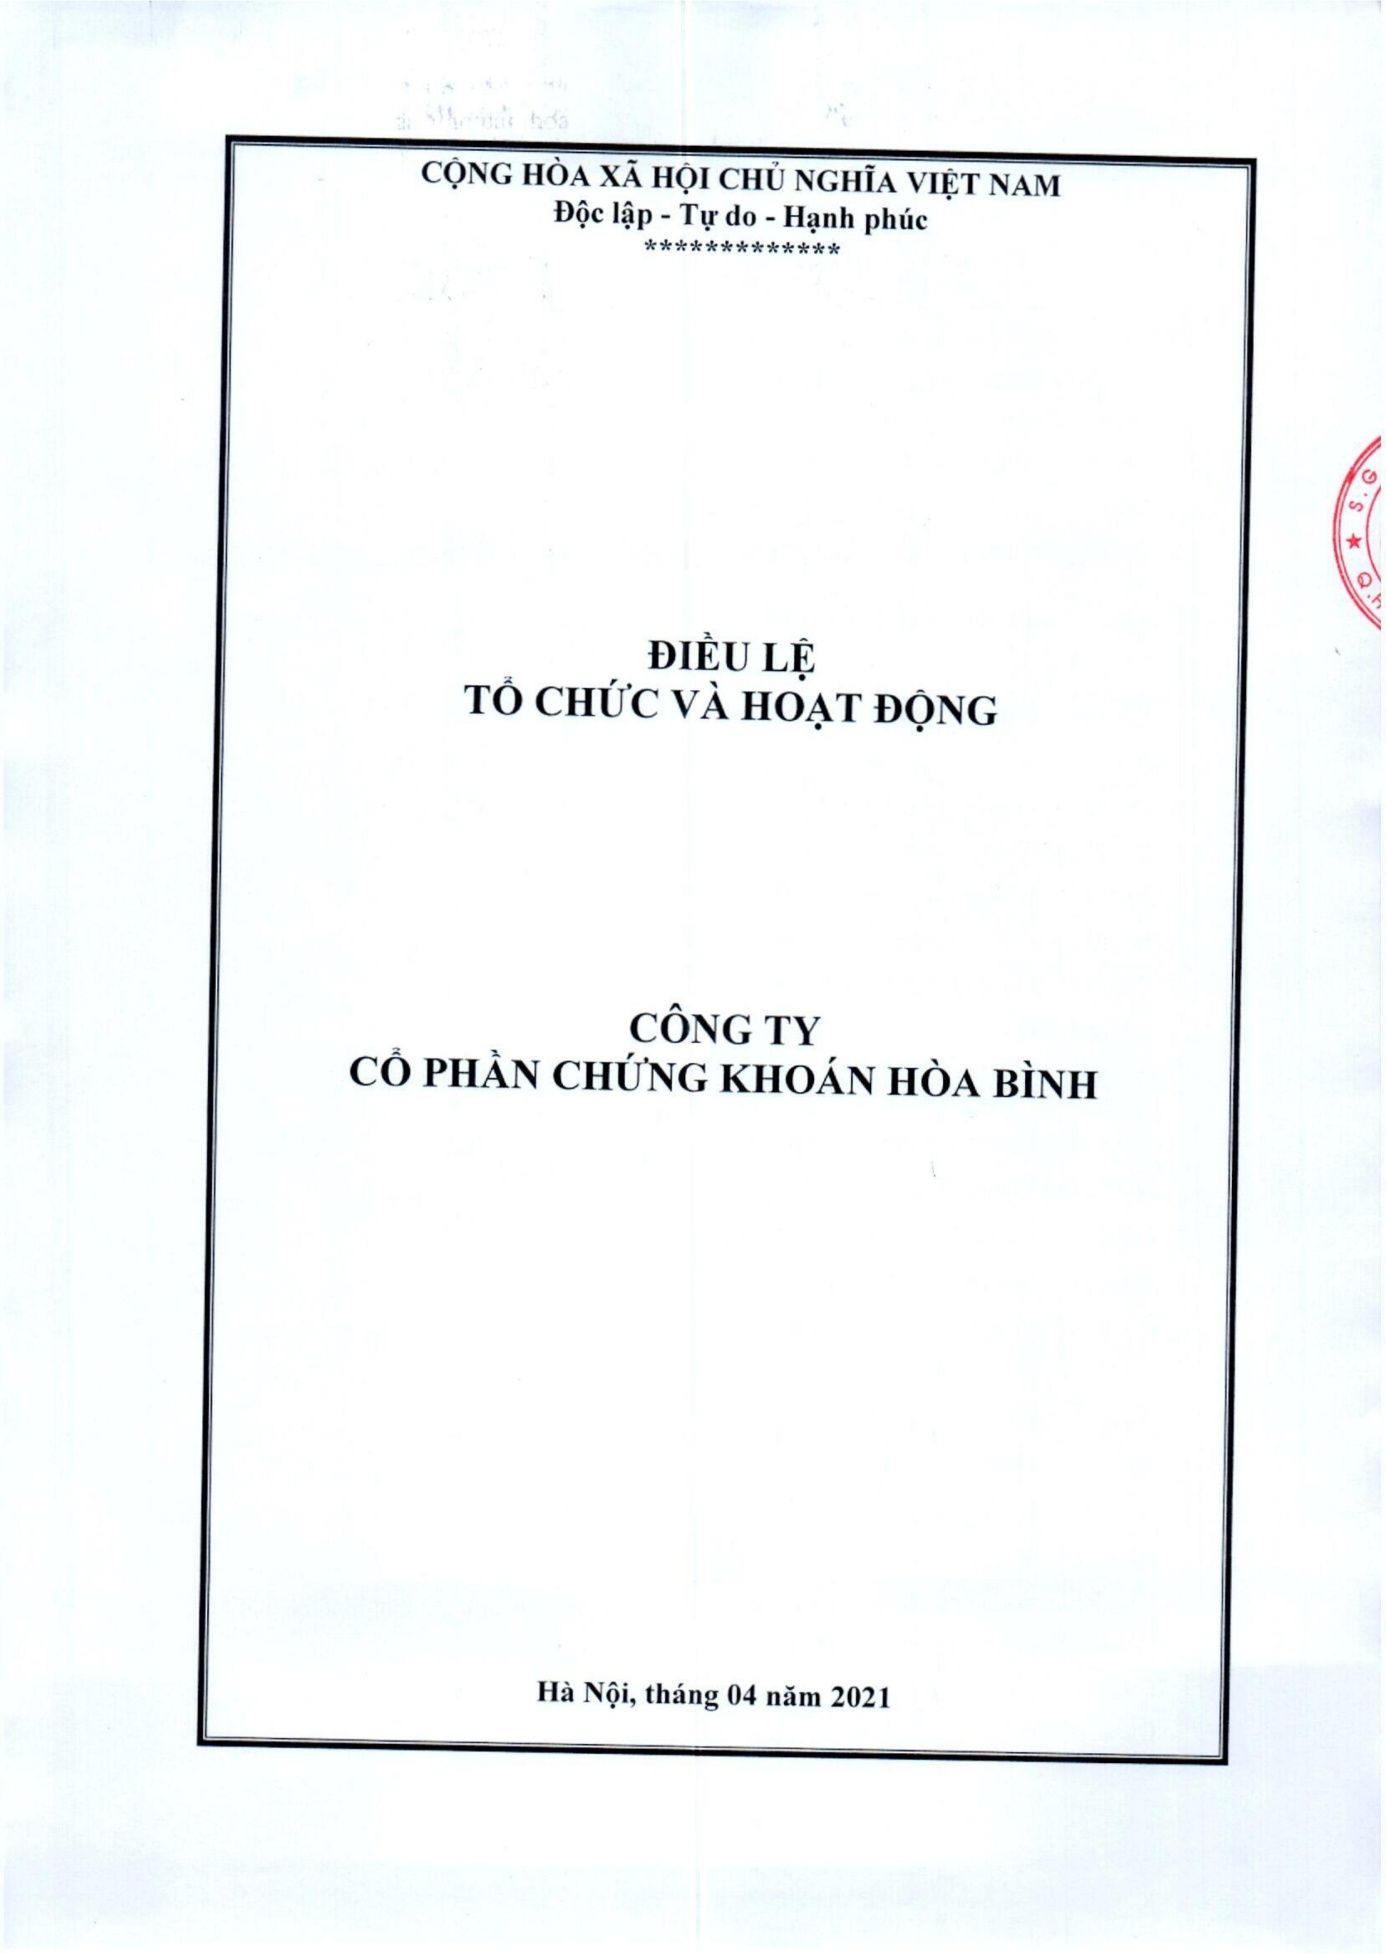 CỘNG HÒA XÃ HỘI CHỦ NGHĨA VIỆT NAM
Độc lập - Tự do - Hạnh phúc
*************
ĐIỀU LỆ
TỔ CHỨC VÀ HOẠT ĐỘNG
CÔNG TY
CỔ PHẦN CHỨNG KHOÁN HÒA BÌNH
Hà Nội, tháng 04 năm 2021